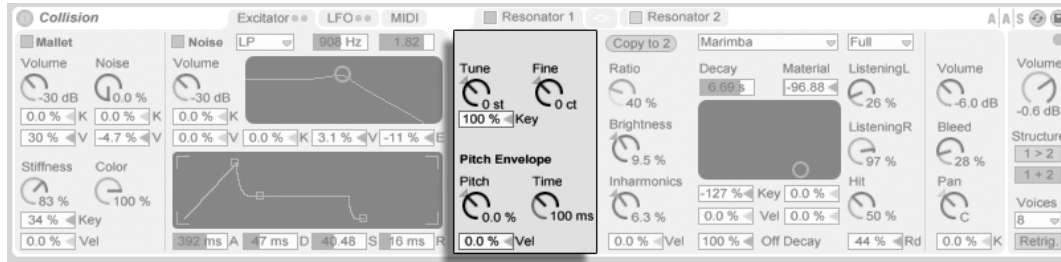 Collision Excitator LFO MIDI Resonator 1 Resonator 2 A A S
Mallet Noise LP 908 Hz 1.82 Copy to 2 Marimba Full
Volume Noise Volume Tune Fine Ratio Decay Material ListeningL Volume Volume
-30 dB 0.0 % -30 dB 0 st 0 ct 40 % 6.69 s -96.88 26 % -6.0 dB -0.6 dB
0.0 % K 0.0 % K 0.0 % K 100 % Key
30 % V -4.7 % V 0.0 % V 0.0 % K 3.1 % V -11 % E Brightness ListeningR Bleed Structure
9.5 % 97 % 28 % 1 > 2
Stiffness Color Pitch Envelope
83 % 100 % Pitch Time Inharmonics Hit Pan 1 + 2
0.0 % 100 ms 6.3 % -127 % Key 0.0 % 50 % C Voices
34 % Key 0.0 % Vel 0.0 % 8
0.0 % Vel 392 ms A 47 ms D 40.48 S 16 ms R 0.0 % Vel 0.0 % Vel 100 % Off Decay 44 % Rd 0.0 % K Retrig.